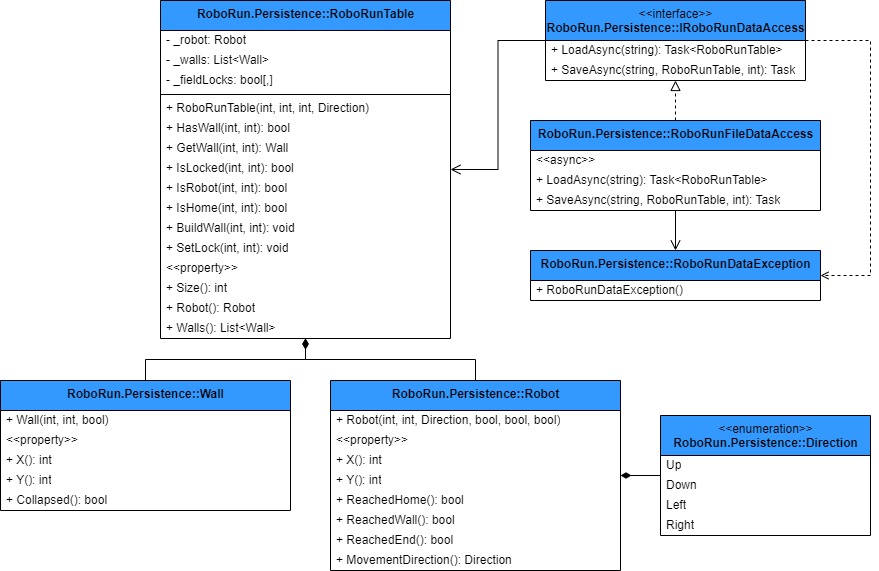 RoboRun.Persistence::RoboRunTable
- _robot: Robot
- _walls: List<Wall>
- _fieldLocks: bool[,]
+ RoboRunTable(int, int, int, Direction)
+ HasWall(int, int): bool
+ GetWall(int, int): Wall
+ IsLocked(int, int): bool
+ IsRobot(int, int): bool
+ IsHome(int, int): bool
+ BuildWall(int, int): void
+ SetLock(int, int): void
<<property>>
+ Size(): int
+ Robot(): Robot
+ Walls(): List<Wall>
<<interface>>
RoboRun.Persistence::IRoboRunDataAccess
+ LoadAsync(string): Task<RoboRunTable>
+ SaveAsync(string, RoboRunTable, int): Task
RoboRun.Persistence::RoboRunFileDataAccess
<<async>>
+ LoadAsync(string): Task<RoboRunTable>
+ SaveAsync(string, RoboRunTable, int): Task
RoboRun.Persistence::RoboRunDataException
+ RoboRunDataException()
RoboRun.Persistence::Wall
+ Wall(int, int, bool)
<<property>>
+ X(): int
+ Y(): int
+ Collapsed(): bool
RoboRun.Persistence::Robot
+ Robot(int, int, Direction, bool, bool, bool)
<<property>>
+ X(): int
+ Y(): int
+ ReachedHome(): bool
+ ReachedWall(): bool
+ ReachedEnd(): bool
+ MovementDirection(): Direction
<<enumeration>>
RoboRun.Persistence::Direction
Up
Down
Left
Right